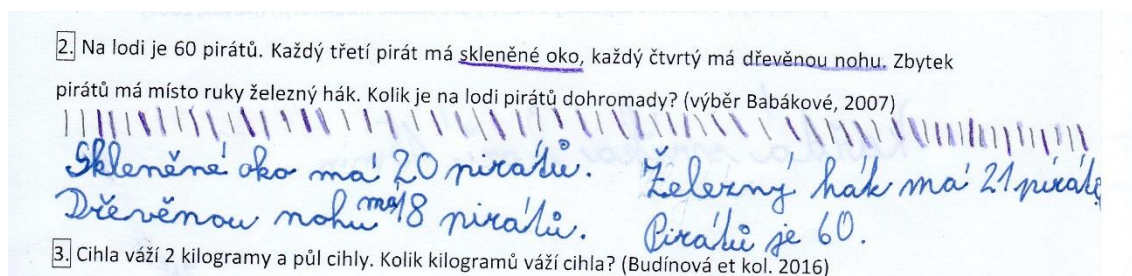 2. Na lodi je 60 pirátů. Každý třetí pirát má skleněné oko, každý čtvrtý má dřevěnou nohu. Zbytek
pirátů má místo ruky železný hák. Kolik je na lodi pirátů dohromady? (výběr Babákové, 2007)
Skleněné oko má 20 pirátů. Železný hák má 21 pirátů
Dřevěnou nohu má 18 pirátů. Pirátů je 60.
3. Cihla váží 2 kilogramy a půl cihly. Kolik kilogramů váží cihla? (Budínová et kol. 2016)